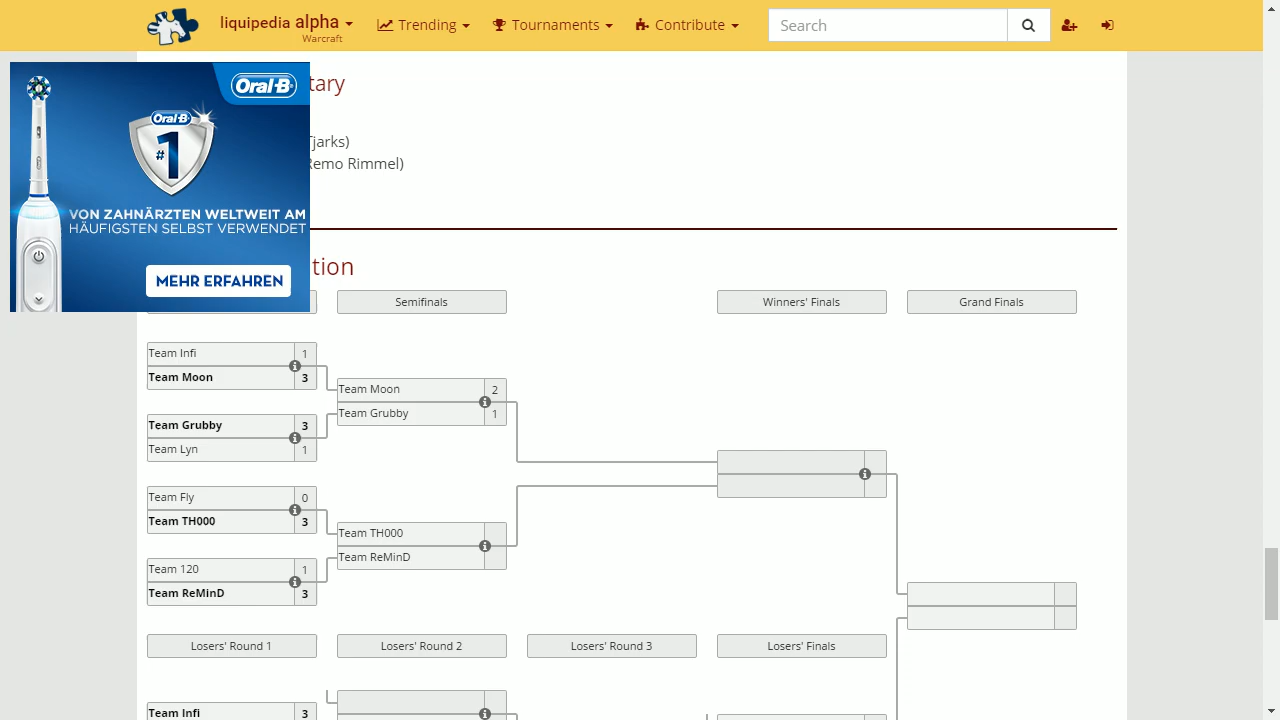 liquipedia alpha
Warcraft
Trending
Tournaments
Contribute
Search
Oral-B
Oral-B
#1
VON ZAHNÄRZTEN WELTWEIT AM
HÄUFIGSTEN SELBST VERWENDET
MEHR ERFAHREN
tary
Tjarks)
Remo Rimmel)
tion
Semifinals
Winners' Finals
Grand Finals
Team Infi 1
Team Moon 3
Team Moon 2
Team Grubby 1
Team Grubby 3
Team Lyn 1
Team Fly 0
Team TH000 3
Team TH000
Team ReMinD
Team 120 1
Team ReMinD 3
Losers' Round 1
Losers' Round 2
Losers' Round 3
Losers' Finals
Team Infi 3